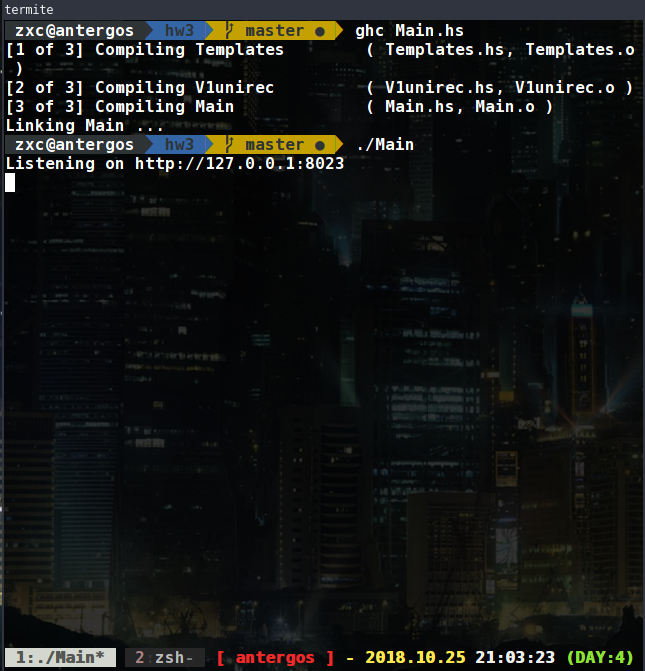 termite
zxc@antergos hw3 master ● ghc Main.hs
[1 of 3] Compiling Templates ( Templates.hs, Templates.o
)
[2 of 3] Compiling V1unirec ( V1unirec.hs, V1unirec.o )
[3 of 3] Compiling Main ( Main.hs, Main.o )
Linking Main ...
zxc@antergos hw3 master ● ./Main
Listening on http://127.0.0.1:8023
1:./Main* 2:zsh- [ antergos ] - 2018.10.25 21:03:23 (DAY:4)